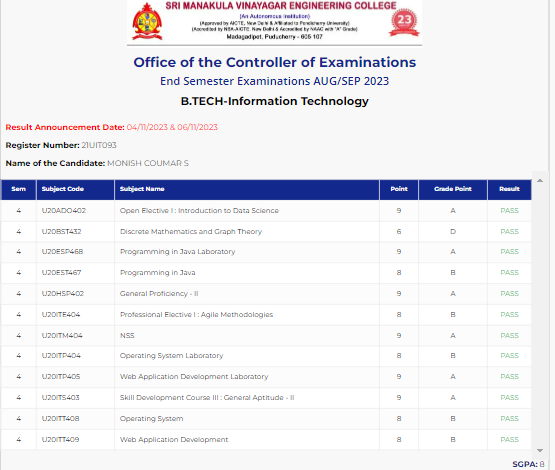 SRI MANAKULA VINAYAGAR ENGINEERING COLLEGE
(An Autonomous Institution)
(Approved by AICTE, New Delhi & Affiliated to Pondicherry University)
(Accredited by NBA-AICTE, New Delhi & Accredited by NAAC with "A" Grade)
Madagadipet, Puducherry - 605 107
23
Office of the Controller of Examinations
End Semester Examinations AUG/SEP 2023
B.TECH-Information Technology
Result Announcement Date: 04/11/2023 & 06/11/2023
Register Number: 21UIT093
Name of the Candidate: MONISH COUMAR S
Sem Subject Code Subject Name Point Grade Point Result
4 U20ADO402 Open Elective I : Introduction to Data Science 9 A PASS
4 U20BST432 Discrete Mathematics and Graph Theory 6 D PASS
4 U20ESP468 Programming in Java Laboratory 9 A PASS
4 U20EST467 Programming in Java 8 B PASS
4 U20HSP402 General Proficiency - II 9 A PASS
4 U20ITE404 Professional Elective I : Agile Methodologies 8 B PASS
4 U20ITM404 NSS 9 A PASS
4 U20ITP404 Operating System Laboratory 8 B PASS
4 U20ITP405 Web Application Development Laboratory 9 A PASS
4 U20ITS403 Skill Development Course III : General Aptitude - II 9 A PASS
4 U20ITT408 Operating System 8 B PASS
4 U20ITT409 Web Application Development 8 B PASS
SGPA: 8